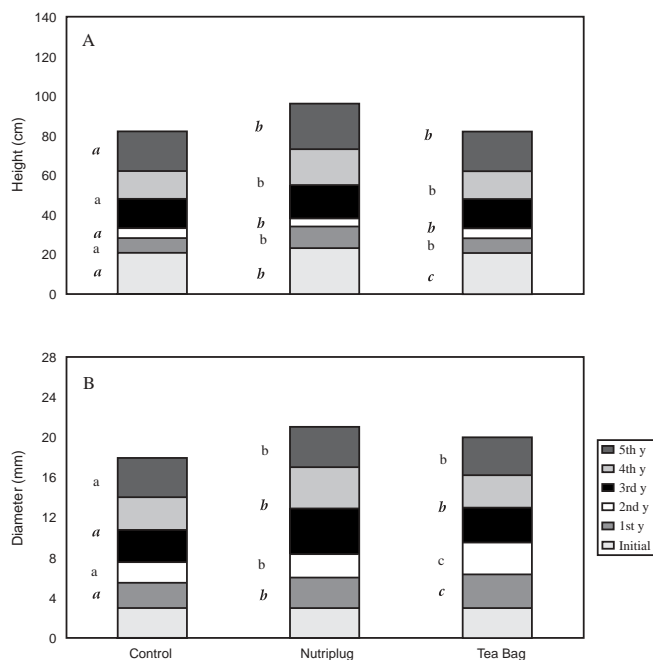 140
A
120
100
b
b
80
a
Height (cm)
60
b
b
a
40
b
b
a
b
b
a
20
a
b
c
0
28
B
24
20
b
b
5th y
a
16
4th y
Diameter (mm)
b
b
3rd y
12
a
2nd y
8
b
c
1st y
a
Initial
4
a
b
c
0
Control Nutriplug Tea Bag